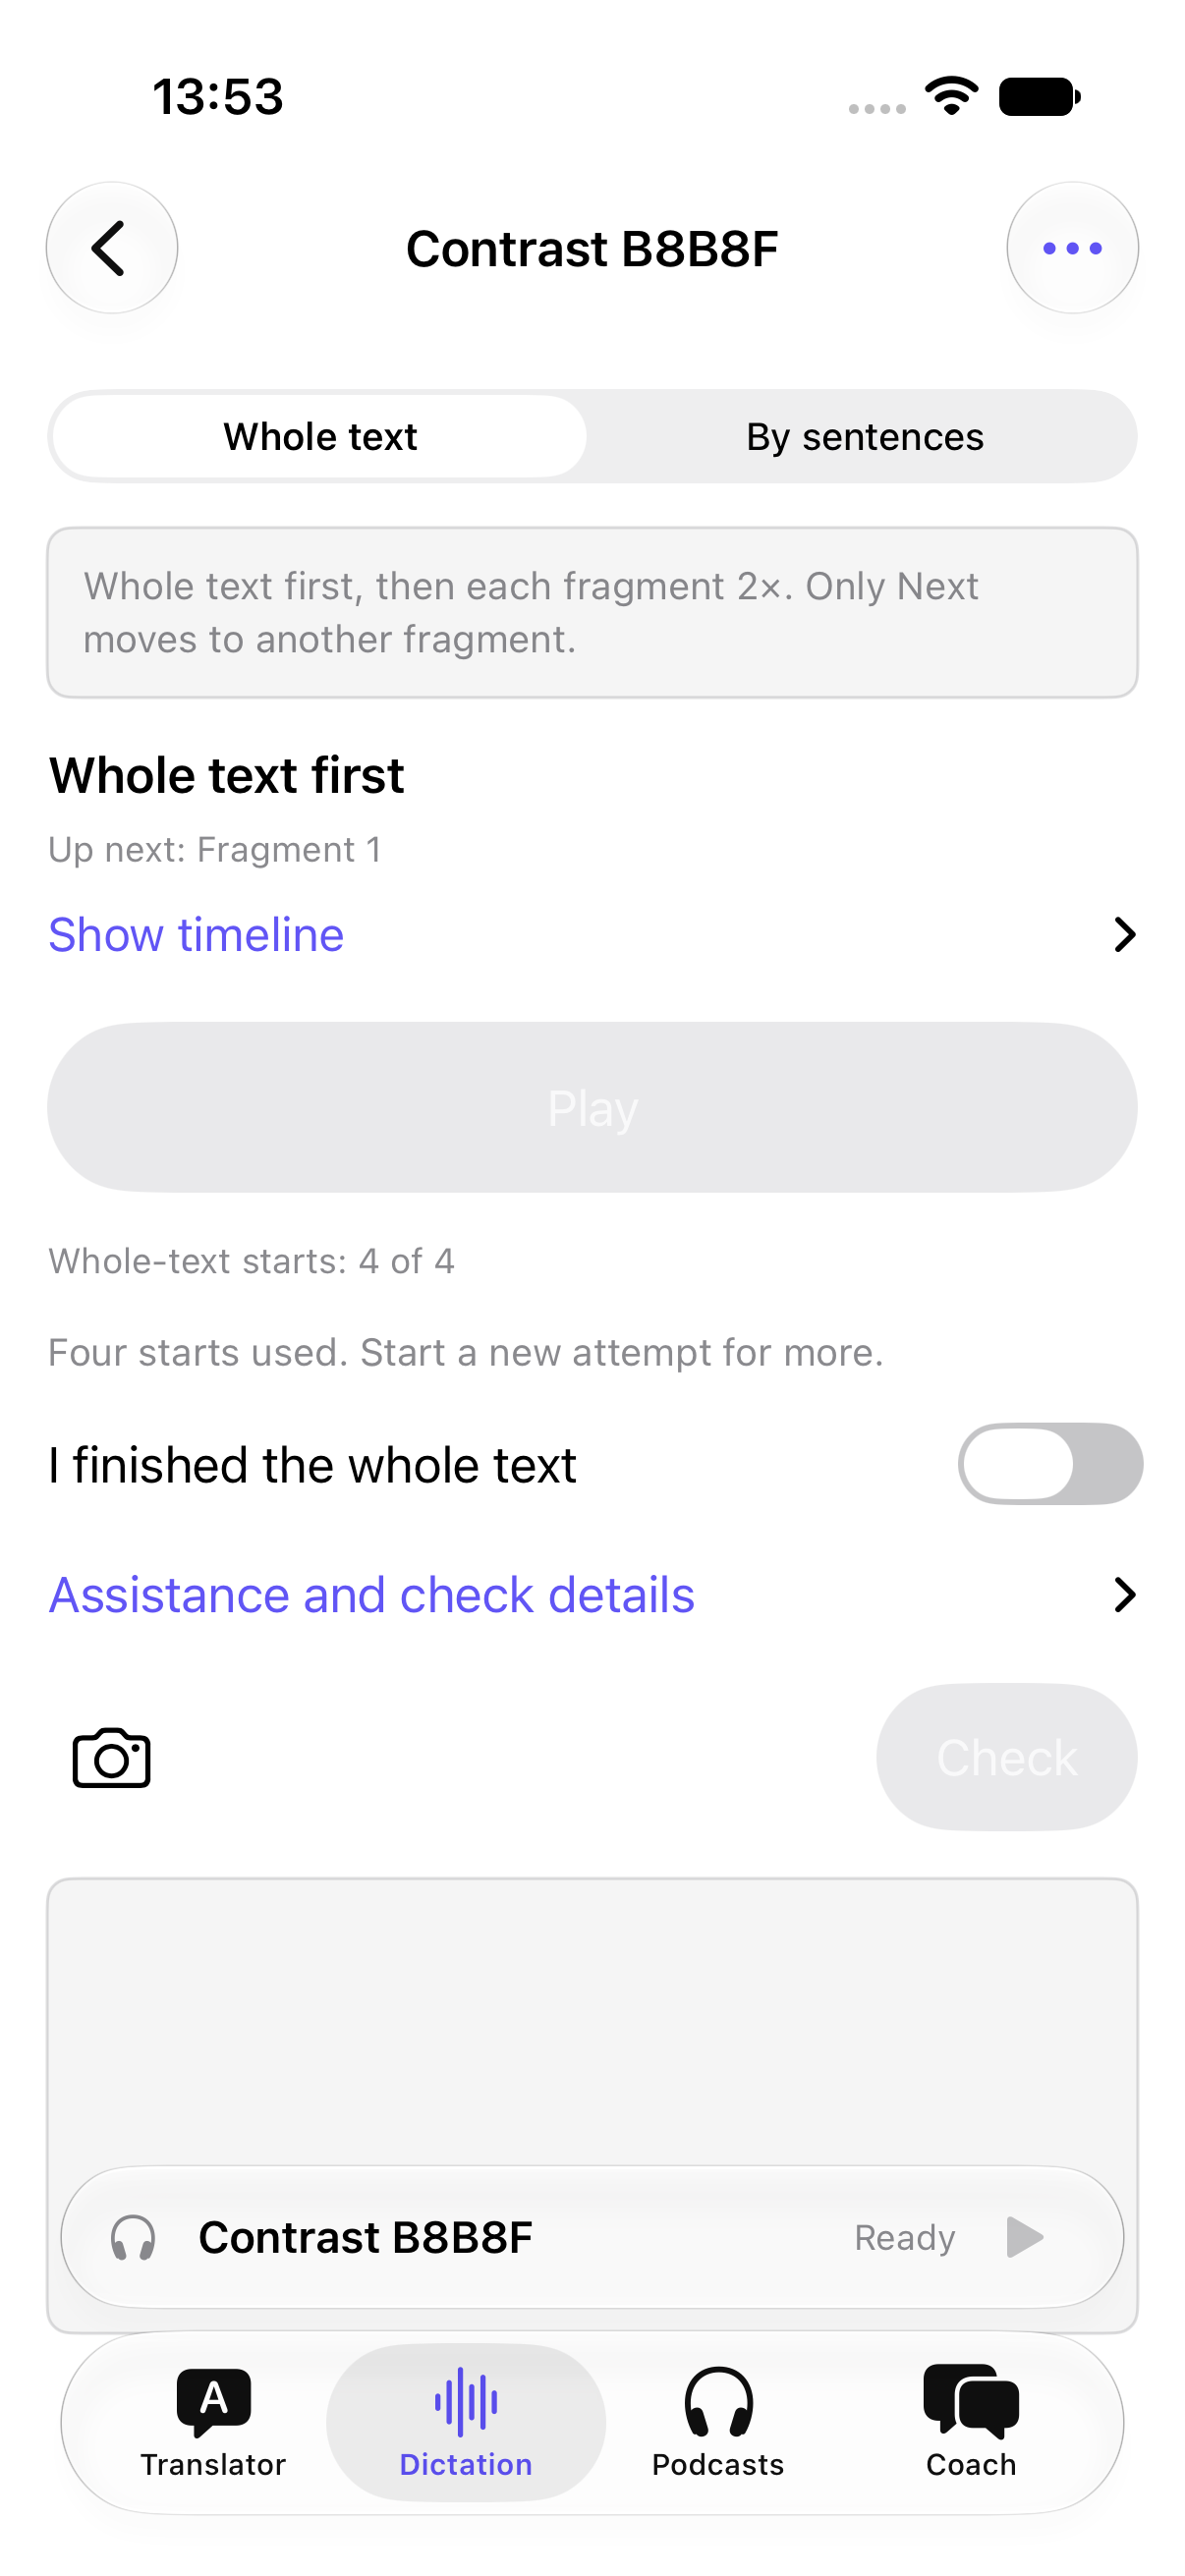 13:53
Contrast B8B8F
Whole text
By sentences
Whole text first, then each fragment 2×. Only Next
moves to another fragment.
Whole text first
Up next: Fragment 1
Show timeline
Play
Whole-text starts: 4 of 4
Four starts used. Start a new attempt for more.
I finished the whole text
Assistance and check details
Check
Contrast B8B8F
Ready
A
Translator
Dictation
Podcasts
Coach